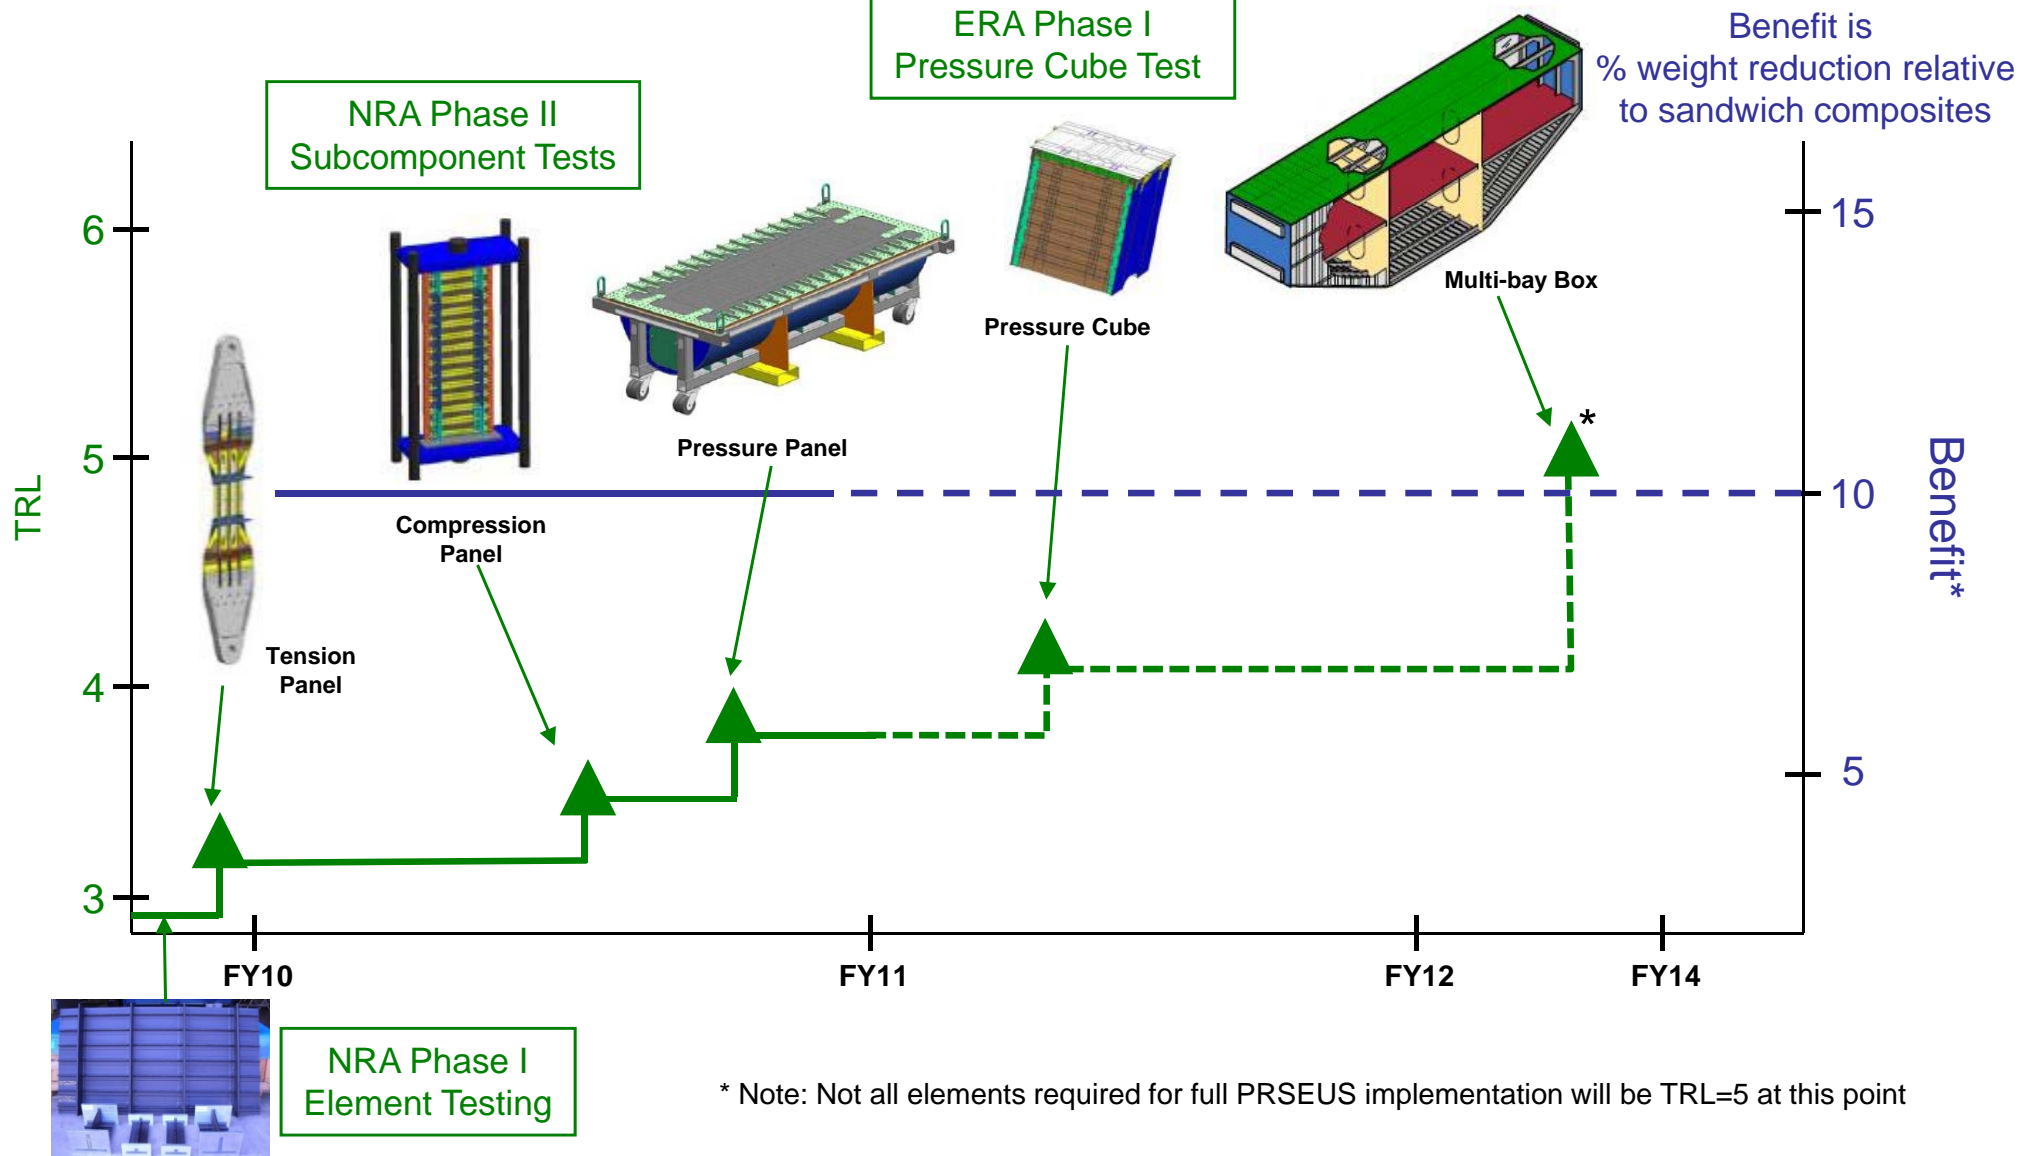 ERA Phase I
Pressure Cube Test
Benefit is
% weight reduction relative
to sandwich composites
NRA Phase II
Subcomponent Tests
6
15
Multi-bay Box
Pressure Cube
*
Pressure Panel
5
TRL
10
Benefit*
Compression
Panel
Tension
Panel
4
5
3
FY10
FY11
FY12
FY14
NRA Phase I
Element Testing
* Note: Not all elements required for full PRSEUS implementation will be TRL=5 at this point